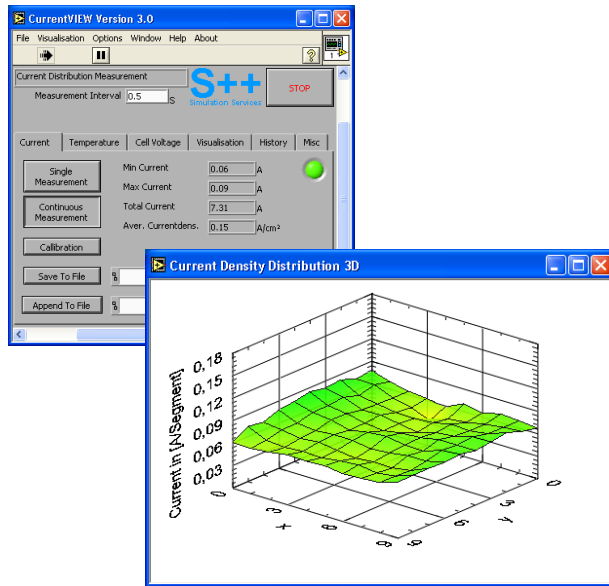 CurrentVIEW Version 3.0
File Visualisation Options Window Help About
?
1
Current Distribution Measurement
Measurement Interval 0.5 s
S++
Simulation Services
STOP
Current Temperature Cell Voltage Visualisation History Misc
Single Measurement
Min Current 0.06 A
Max Current 0.09 A
Continuous Measurement
Total Current 7.31 A
Aver. Currentdens. 0.15 A/cm²
Callibration
Save To File
Append To File
Current Density Distribution 3D
Current in [A/Segment]
0,18
0,15
0,12
0,09
0,06
0,03
0 3 6 9
X
0 3 6 9
Y